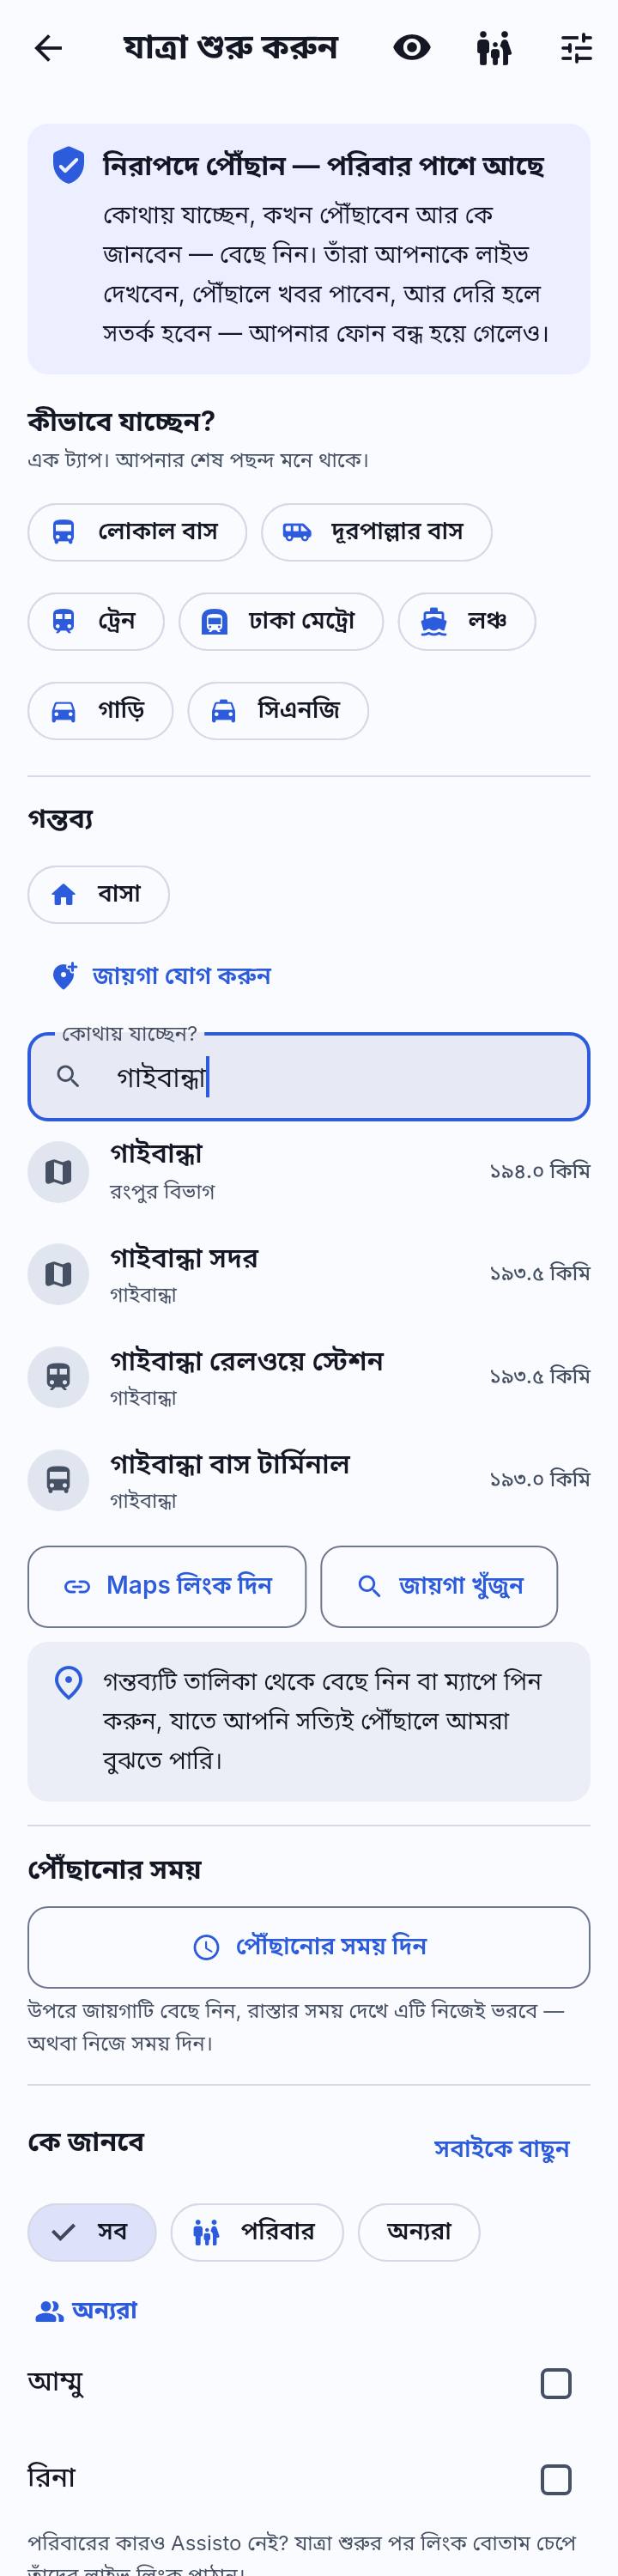 যাত্রা শুরু করুন
নিরাপদে পৌঁছান — পরিবার পাশে আছে
কোথায় যাচ্ছেন, কখন পৌঁছাবেন আর কে
জানবেন — বেছে নিন। তাঁরা আপনাকে লাইভ
দেখবেন, পৌঁছালে খবর পাবেন, আর দেরি হলে
সতর্ক হবেন — আপনার ফোন বন্ধ হয়ে গেলেও।
কীভাবে যাচ্ছেন?
এক ট্যাপ। আপনার শেষ পছন্দ মনে থাকে।
লোকাল বাস
দূরপাল্লার বাস
ট্রেন
ঢাকা মেট্রো
লঞ্চ
গাড়ি
সিএনজি
গন্তব্য
বাসা
জায়গা যোগ করুন
কোথায় যাচ্ছেন?
গাইবান্ধা
গাইবান্ধা
রংপুর বিভাগ
১৯৪.০ কিমি
গাইবান্ধা সদর
গাইবান্ধা
১৯৩.৫ কিমি
গাইবান্ধা রেলওয়ে স্টেশন
গাইবান্ধা
১৯৩.৫ কিমি
গাইবান্ধা বাস টার্মিনাল
গাইবান্ধা
১৯৩.০ কিমি
Maps লিংক দিন
জায়গা খুঁজুন
গন্তব্যটি তালিকা থেকে বেছে নিন বা ম্যাপে পিন
করুন, যাতে আপনি সত্যিই পৌঁছালে আমরা
বুঝতে পারি।
পৌঁছানোর সময়
পৌঁছানোর সময় দিন
উপরে জায়গাটি বেছে নিন, রাস্তার সময় দেখে এটি নিজেই ভরবে —
অথবা নিজে সময় দিন।
কে জানবে
সবাইকে বাছুন
সব
পরিবার
অন্যরা
অন্যরা
আম্মু
রিনা
পরিবারের কারও Assisto নেই? যাত্রা শুরুর পর লিংক বোতাম চেপে
তাঁদের লাইভ লিংক পাঠান।